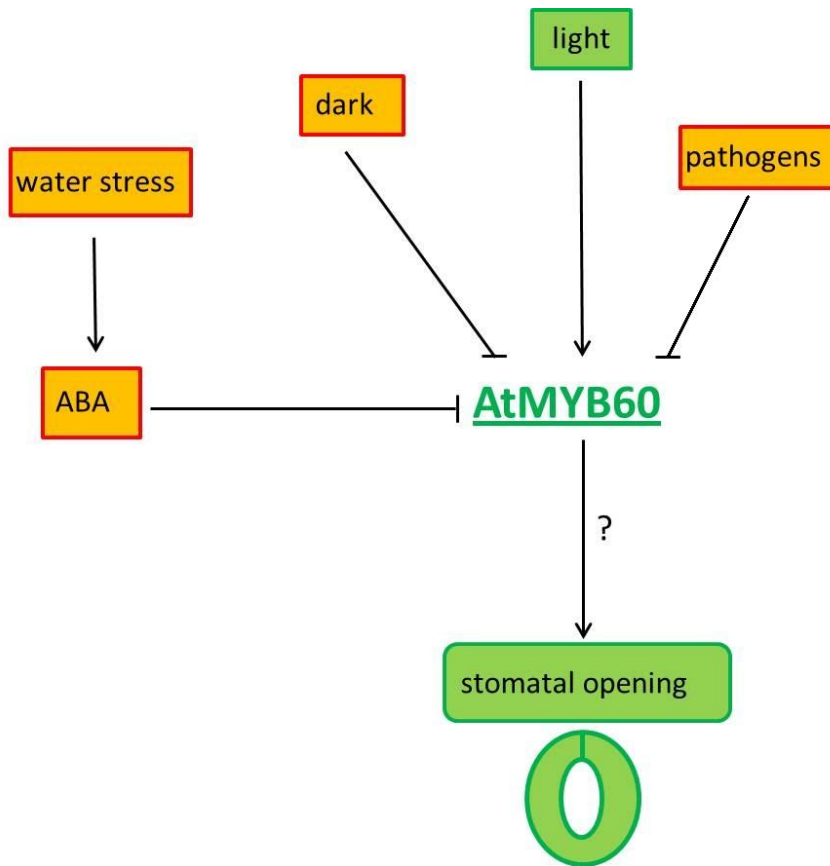 light
dark
pathogens
water stress
ABA
AtMYB60
?
stomatal opening